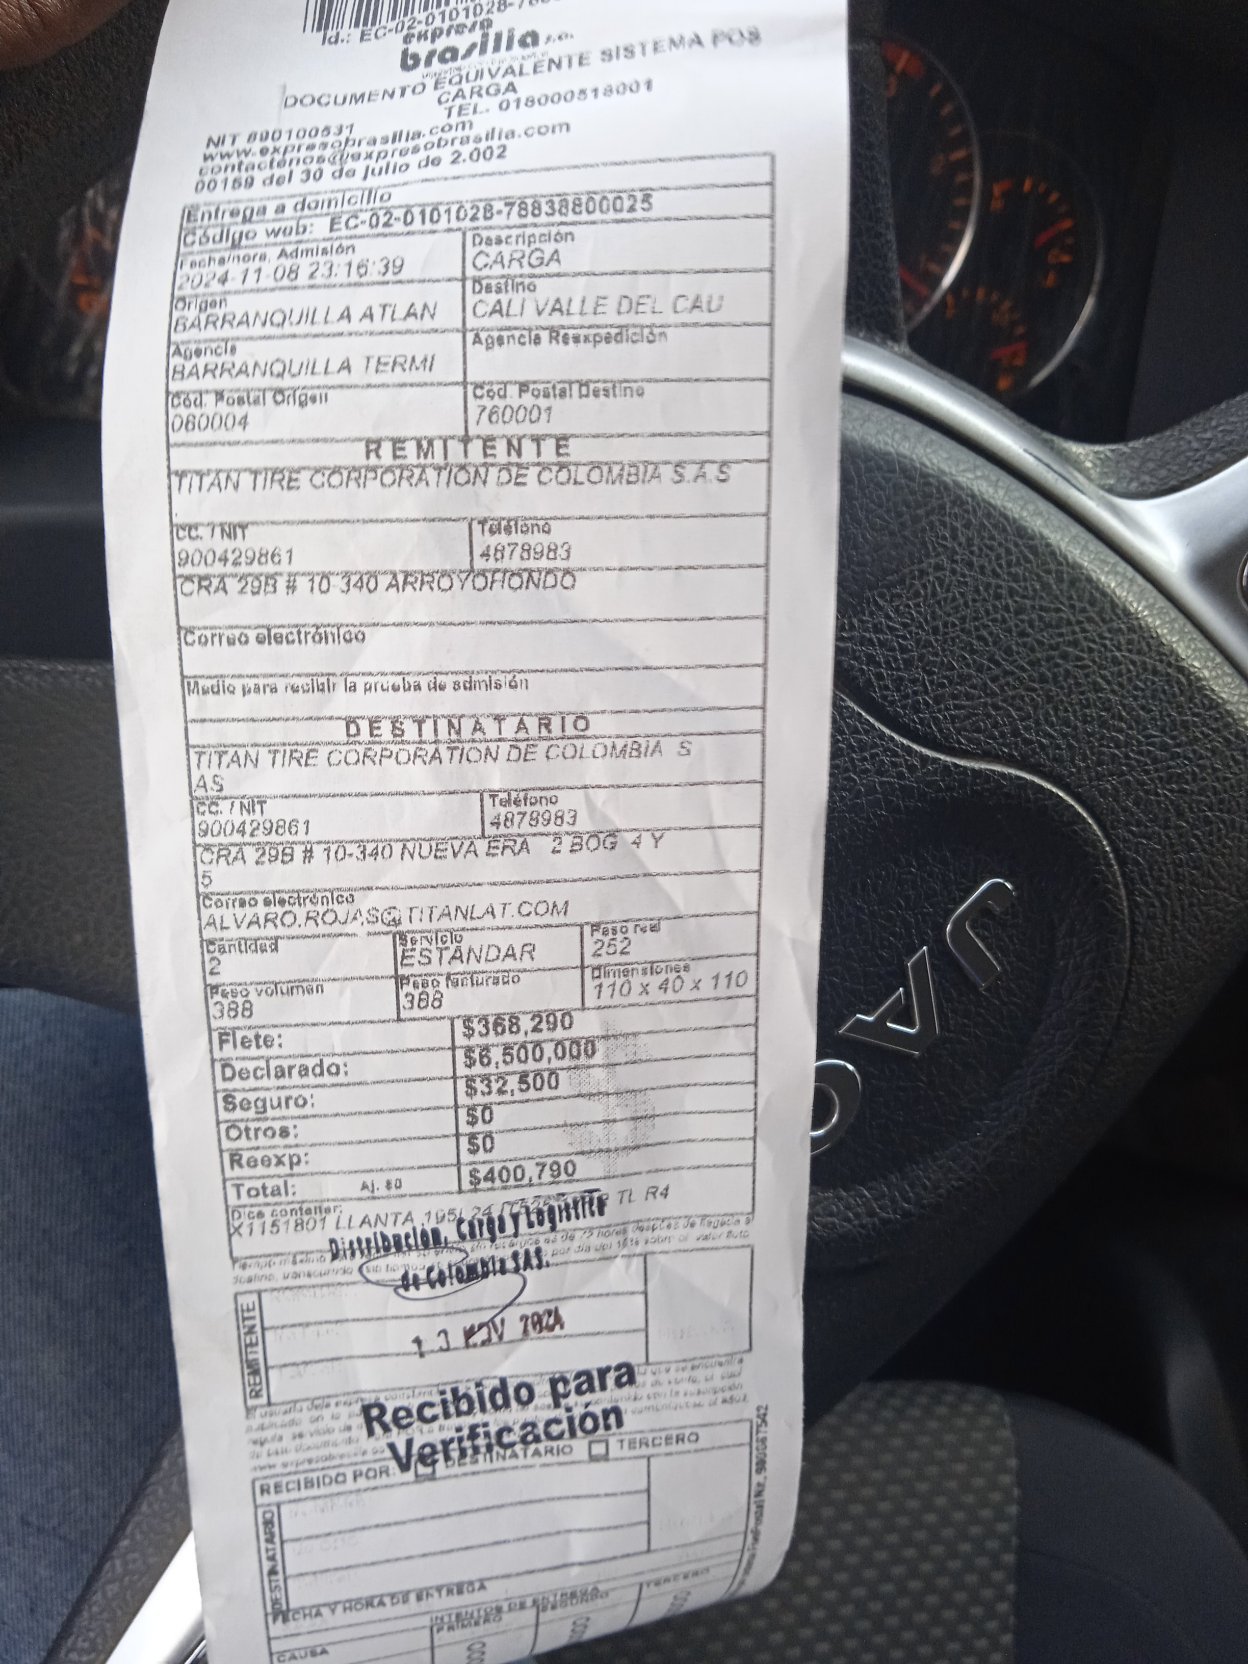 Id.: EC-02-0101028-788
expreso
brasilia s.a.
DOCUMENTO EQUIVALENTE SISTEMA POS
CARGA
TEL. 018000518001
NIT 890100531
www.expresobrasilia.com
contactenos@expresobrasilia.com
00159 del 30 de julio de 2.002
Entrega a domicilio
Código web: EC-02-0101028-78838800025
Fecha/hora, Admisión
2024-11-08 23:16:39
Descripción
CARGA
Origen
BARRANQUILLA ATLAN
Destino
CALI VALLE DEL CAU
Agencia
BARRANQUILLA TERMI
Agencia Reexpedición
Cód. Postal Origen
080004
Cód. Postal Destino
760001
REMITENTE
TITAN TIRE CORPORATION DE COLOMBIA S.A.S
CC. / NIT
900429861
Teléfono
4878983
CRA 29B # 10-340 ARROYOHONDO
Correo electrónico
Medio para recibir la prueba de admisión
DESTINATARIO
TITAN TIRE CORPORATION DE COLOMBIA S
AS
CC. / NIT
900429861
Teléfono
4878983
CRA 29B # 10-340 NUEVA ERA 2 BOG 4 Y
5
Correo electrónico
ALVARO.ROJAS@TITANLAT.COM
Cantidad
2
Servicio
ESTANDAR
Peso real
252
Peso volumen
388
Peso facturado
388
Dimensiones
110 x 40 x 110
Flete: $368,290
Declarado: $6,500,000
Seguro: $32,500
Otros: $0
Reexp: $0
Total: Aj. $0 $400,790
Dice contener:
X1151801 LLANTA 195L24 TL R4
Distribución, Carga y Logística
de Colombia SAS.
REMITENTE
13 NOV 2024
Recibido para
Verificación
RECIBIDO POR: DESTINATARIO TERCERO
DESTINATARIO
FECHA Y HORA DE ENTREGA
INTENTOS DE ENTREGA
CAUSA
PRIMERO
SEGUNDO
TERCERO
JAC